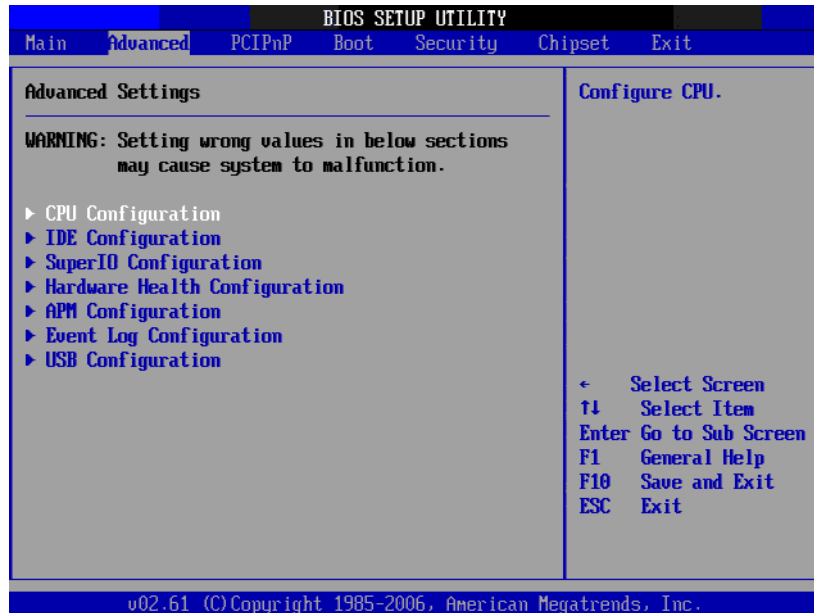 BIOS SETUP UTILITY
Main Advanced PCIPnP Boot Security Chipset Exit
Advanced Settings
WARNING: Setting wrong values in below sections
may cause system to malfunction.
▶ CPU Configuration
▶ IDE Configuration
▶ SuperIO Configuration
▶ Hardware Health Configuration
▶ APM Configuration
▶ Event Log Configuration
▶ USB Configuration
Configure CPU.
← Select Screen
↑↓ Select Item
Enter Go to Sub Screen
F1 General Help
F10 Save and Exit
ESC Exit
v02.61 (C)Copyright 1985-2006, American Megatrends, Inc.